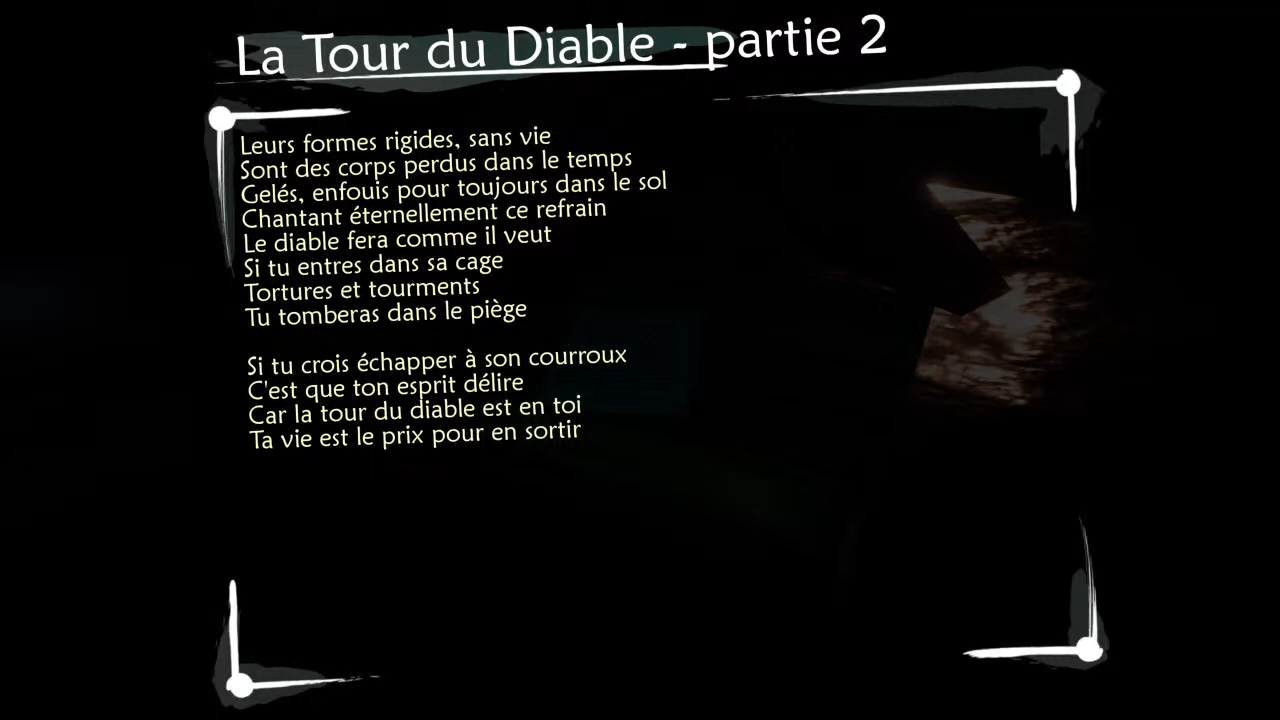 La Tour du Diable - partie 2
Leurs formes rigides, sans vie
Sont des corps perdus dans le temps
Gelés, enfouis pour toujours dans le sol
Chantant éternellement ce refrain
Le diable fera comme il veut
Si tu entres dans sa cage
Tortures et tourments
Tu tomberas dans le piège
Si tu crois échapper à son courroux
C'est que ton esprit délire
Car la tour du diable est en toi
Ta vie est le prix pour en sortir